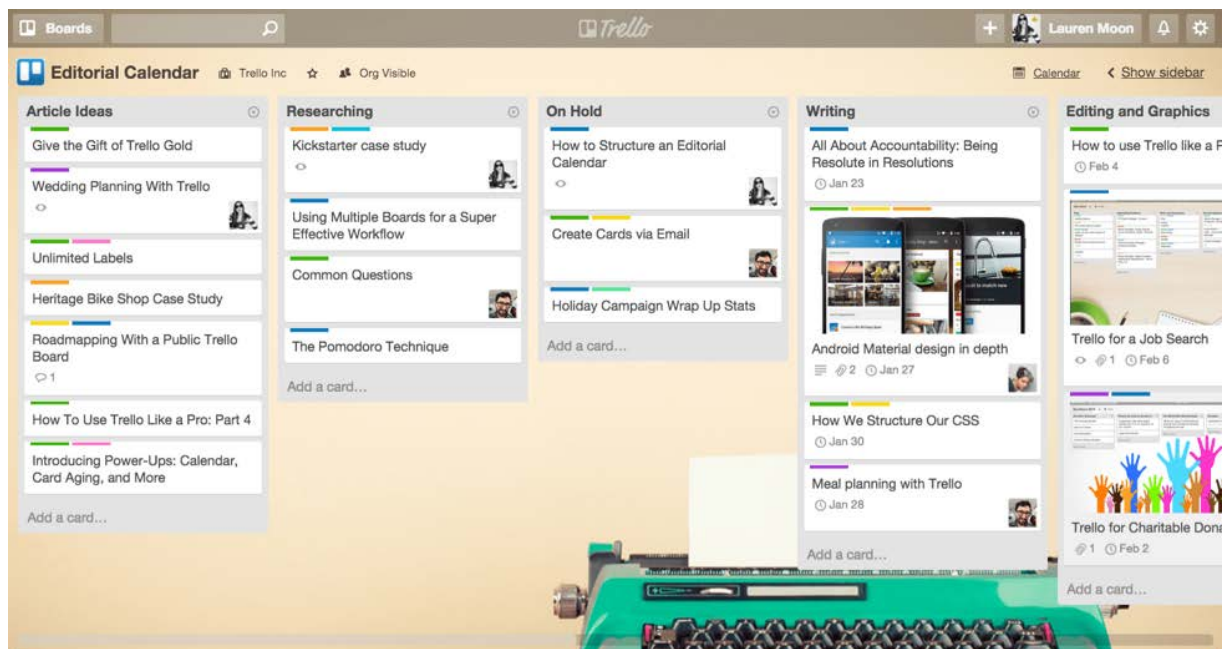 Boards
Trello
Lauren Moon
Editorial Calendar
Trello Inc
Org Visible
Calendar
Show sidebar
Article Ideas
Give the Gift of Trello Gold
Wedding Planning With Trello
Unlimited Labels
Heritage Bike Shop Case Study
Roadmapping With a Public Trello
Board
1
How To Use Trello Like a Pro: Part 4
Introducing Power-Ups: Calendar,
Card Aging, and More
Add a card…
Researching
Kickstarter case study
Using Multiple Boards for a Super
Effective Workflow
Common Questions
The Pomodoro Technique
Add a card…
On Hold
How to Structure an Editorial
Calendar
Create Cards via Email
Holiday Campaign Wrap Up Stats
Add a card…
Writing
All About Accountability: Being
Resolute in Resolutions
Jan 23
Android Material design in depth
2 Jan 27
How We Structure Our CSS
Jan 30
Meal planning with Trello
Jan 28
Add a card…
Editing and Graphics
How to use Trello like a P
Feb 4
Trello for a Job Search
1 Feb 6
Trello for Charitable Dona
1 Feb 2
Add a card…